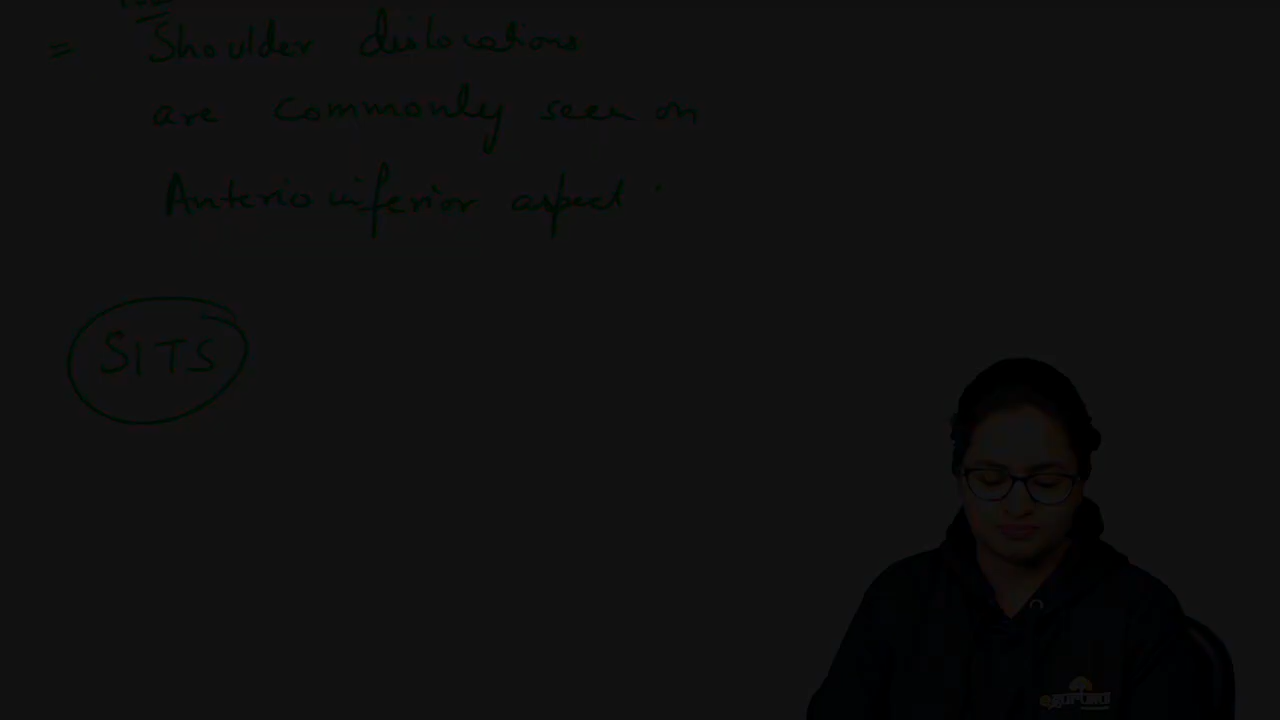 = Shoulder dislocations
are commonly seen on
Anterioinferior aspect.
SITS